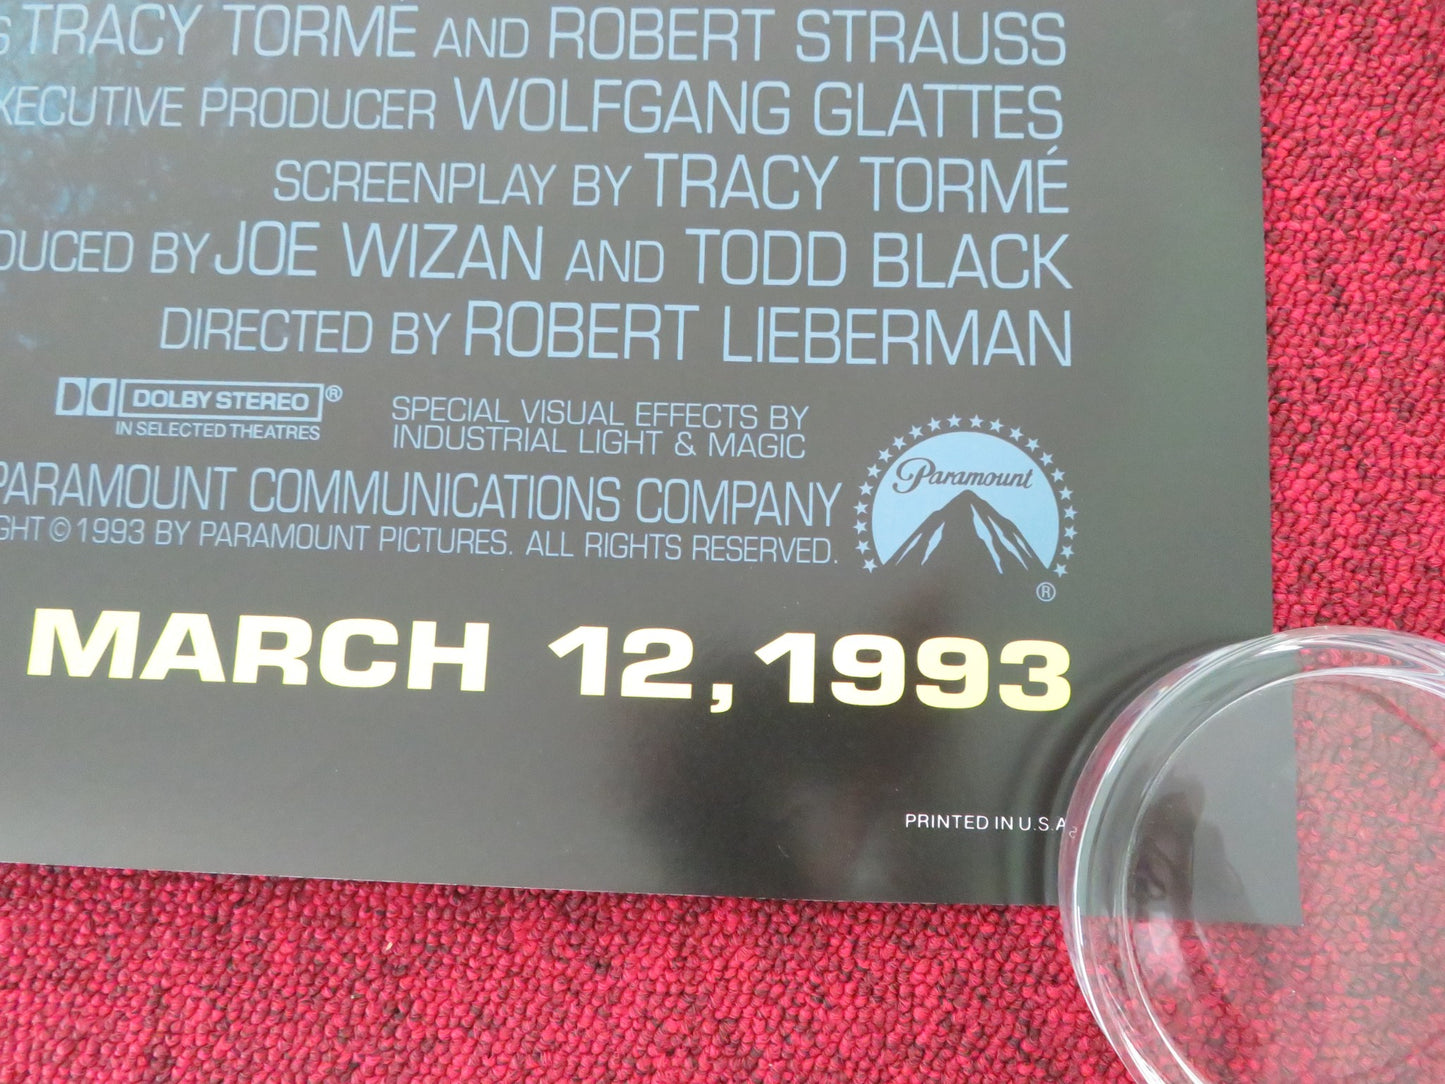 TRACY TORMÉ AND ROBERT STRAUSS
EXECUTIVE PRODUCER WOLFGANG GLATTES
SCREENPLAY BY TRACY TORMÉ
DUCED BY JOE WIZAN AND TODD BLACK
DIRECTED BY ROBERT LIEBERMAN
DOLBY STEREO ®
IN SELECTED THEATRES
SPECIAL VISUAL EFFECTS BY
INDUSTRIAL LIGHT & MAGIC
PARAMOUNT COMMUNICATIONS COMPANY
GHT © 1993 BY PARAMOUNT PICTURES. ALL RIGHTS RESERVED.
Paramount
®
MARCH 12, 1993
PRINTED IN U.S.A